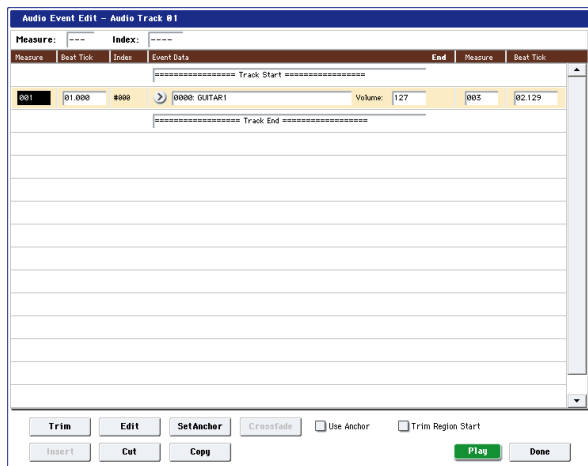 Audio Event Edit – Audio Track 01
Measure: --- Index: ----
Measure Beat Tick Index Event Data End Measure Beat Tick
================= Track Start =================
001 01.000 #000 0000: GUITAR1 Volume: 127 003 02.129
================== Track End ==================
Trim Edit SetAnchor Crossfade Use Anchor Trim Region Start
Insert Cut Copy Play Done